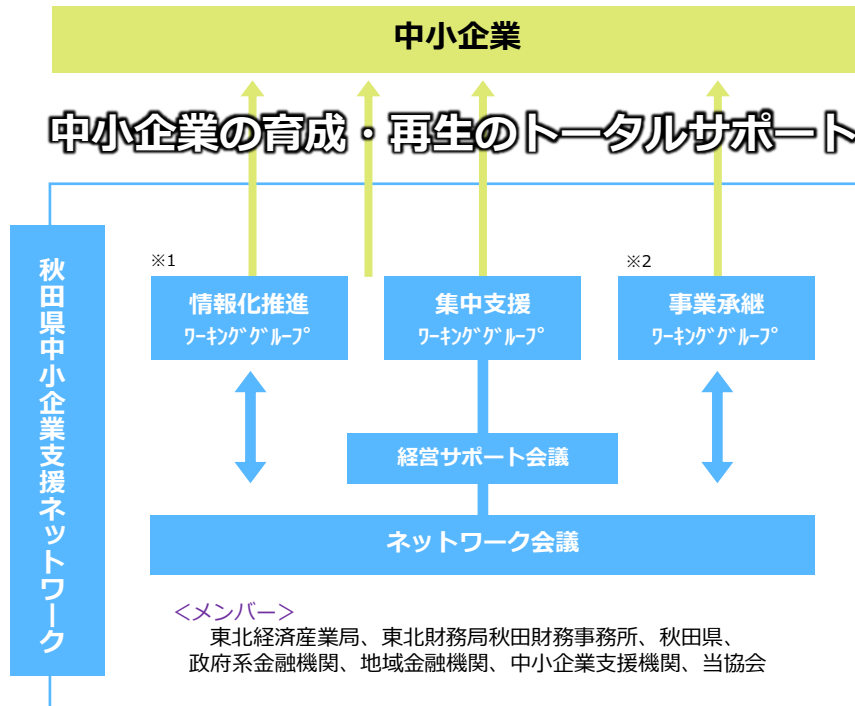 中小企業
中小企業の育成・再生のトータルサポート
秋田県中小企業支援ネットワーク
※1
情報化推進
ﾜｰｷﾝｸﾞｸﾞﾙｰﾌﾟ
集中支援
ﾜｰｷﾝｸﾞｸﾞﾙｰﾌﾟ
※2
事業承継
ﾜｰｷﾝｸﾞｸﾞﾙｰﾌﾟ
経営サポート会議
ネットワーク会議
＜メンバー＞
東北経済産業局、東北財務局秋田財務事務所、秋田県、
政府系金融機関、地域金融機関、中小企業支援機関、当協会